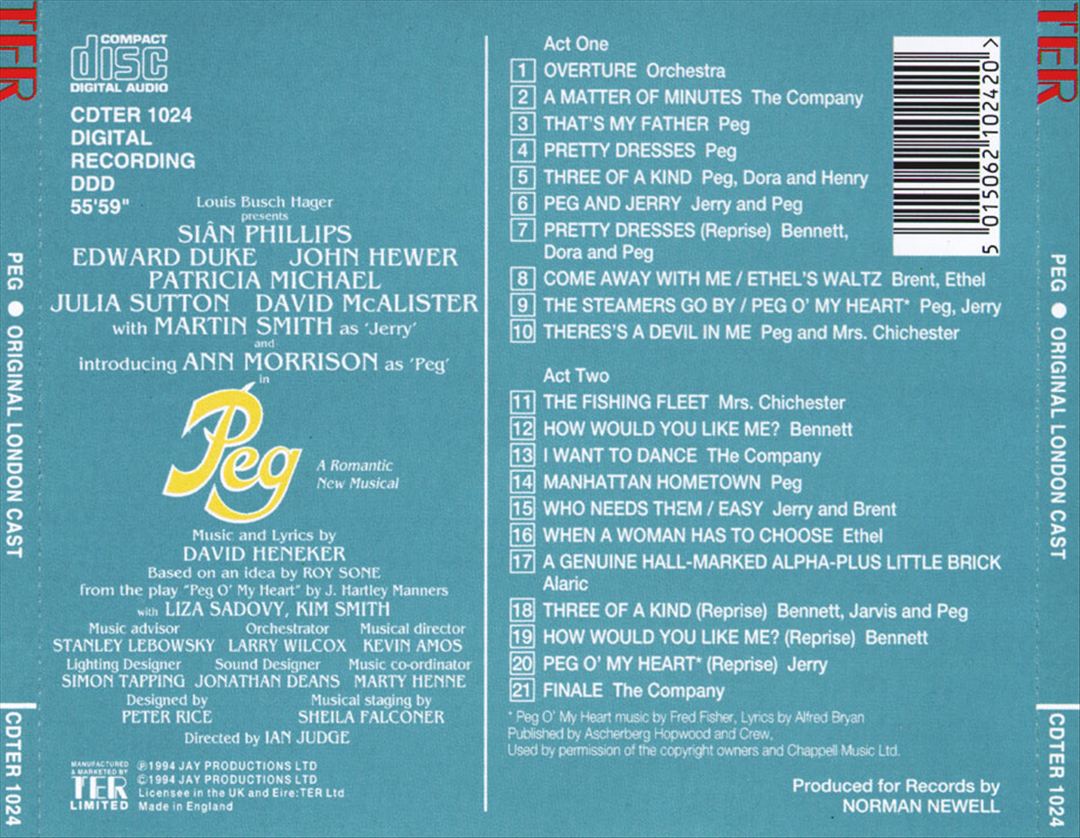 TER
PEG ● ORIGINAL LONDON CAST
CDTER 1024
COMPACT
disc
DIGITAL AUDIO
CDTER 1024
DIGITAL
RECORDING
DDD
55'59"
Louis Busch Hager
presents
SIÂN PHILLIPS
EDWARD DUKE JOHN HEWER
PATRICIA MICHAEL
JULIA SUTTON DAVID McALISTER
with MARTIN SMITH as 'Jerry'
and
introducing ANN MORRISON as 'Peg'
in
Peg
A Romantic
New Musical
Music and Lyrics by
DAVID HENEKER
Based on an idea by ROY SONE
from the play "Peg O' My Heart" by J. Hartley Manners
with LIZA SADOVY, KIM SMITH
Music advisor Orchestrator Musical director
STANLEY LEBOWSKY LARRY WILCOX KEVIN AMOS
Lighting Designer Sound Designer Music co-ordinator
SIMON TAPPING JONATHAN DEANS MARTY HENNE
Designed by Musical staging by
PETER RICE SHEILA FALCONER
Directed by IAN JUDGE
MANUFACTURED
& MARKETED BY
TER
LIMITED
℗1994 JAY PRODUCTIONS LTD
©1994 JAY PRODUCTIONS LTD
Licensee in the UK and Eire: TER Ltd
Made in England
Act One
1 OVERTURE Orchestra
2 A MATTER OF MINUTES The Company
3 THAT'S MY FATHER Peg
4 PRETTY DRESSES Peg
5 THREE OF A KIND Peg, Dora and Henry
6 PEG AND JERRY Jerry and Peg
7 PRETTY DRESSES (Reprise) Bennett,
Dora and Peg
8 COME AWAY WITH ME / ETHEL'S WALTZ Brent, Ethel
9 THE STEAMERS GO BY / PEG O' MY HEART* Peg, Jerry
10 THERES'S A DEVIL IN ME Peg and Mrs. Chichester
Act Two
11 THE FISHING FLEET Mrs. Chichester
12 HOW WOULD YOU LIKE ME? Bennett
13 I WANT TO DANCE THe Company
14 MANHATTAN HOMETOWN Peg
15 WHO NEEDS THEM / EASY Jerry and Brent
16 WHEN A WOMAN HAS TO CHOOSE Ethel
17 A GENUINE HALL-MARKED ALPHA-PLUS LITTLE BRICK
Alaric
18 THREE OF A KIND (Reprise) Bennett, Jarvis and Peg
19 HOW WOULD YOU LIKE ME? (Reprise) Bennett
20 PEG O' MY HEART* (Reprise) Jerry
21 FINALE The Company
* Peg O' My Heart music by Fred Fisher, Lyrics by Alfred Bryan
Published by Ascherberg Hopwood and Crew,
Used by permission of the copyright owners and Chappell Music Ltd.
Produced for Records by
NORMAN NEWELL
5 015062 102420 >
TER
PEG ● ORIGINAL LONDON CAST
CDTER 1024